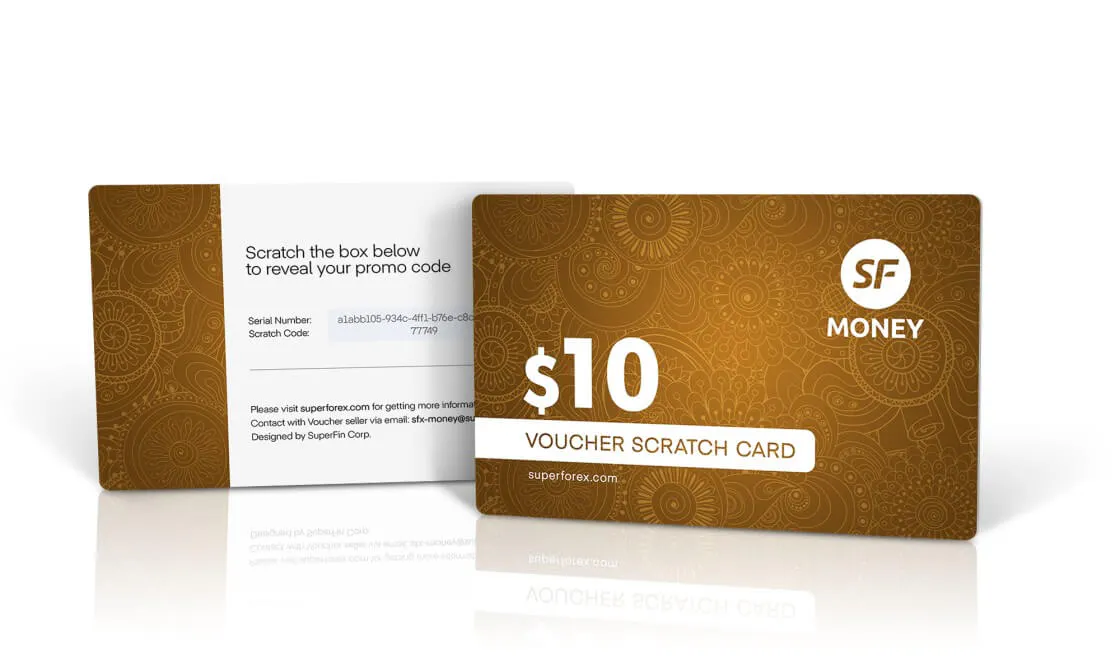 Scratch the box below
to reveal your promo code
Serial Number: a1abb105-934c-4ff1-b76e-c8c
Scratch Code: 77749
Please visit superforex.com for getting more informat
Contact with Voucher seller via email: sfx-money@su
Designed by SuperFin Corp.
SF
MONEY
$10
VOUCHER SCRATCH CARD
superforex.com